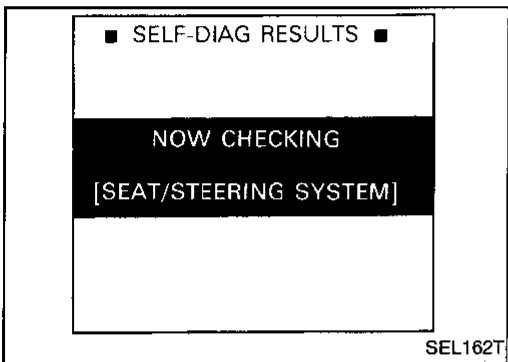 ■ SELF-DIAG RESULTS ■
NOW CHECKING
[SEAT/STEERING SYSTEM]
SEL162T